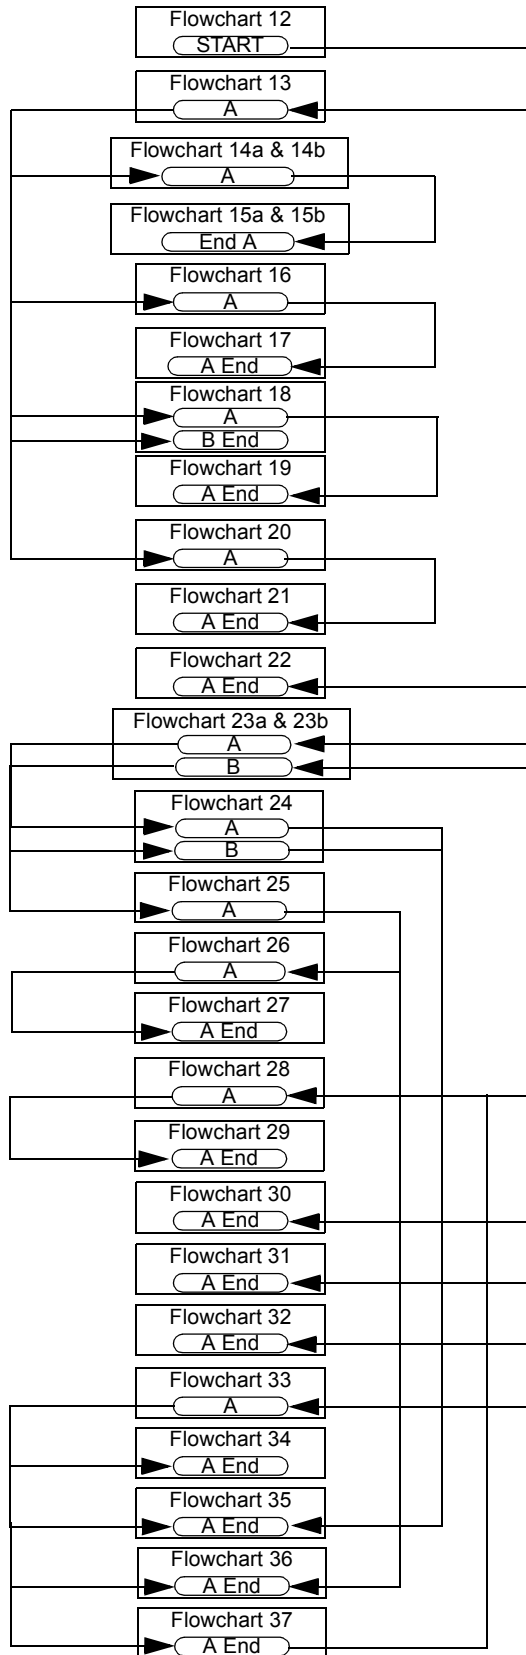 Flowchart 12
START
Flowchart 13
A
Flowchart 14a & 14b
A
Flowchart 15a & 15b
End A
Flowchart 16
A
Flowchart 17
A End
Flowchart 18
A
B End
Flowchart 19
A End
Flowchart 20
A
Flowchart 21
A End
Flowchart 22
A End
Flowchart 23a & 23b
A
B
Flowchart 24
A
B
Flowchart 25
A
Flowchart 26
A
Flowchart 27
A End
Flowchart 28
A
Flowchart 29
A End
Flowchart 30
A End
Flowchart 31
A End
Flowchart 32
A End
Flowchart 33
A
Flowchart 34
A End
Flowchart 35
A End
Flowchart 36
A End
Flowchart 37
A End